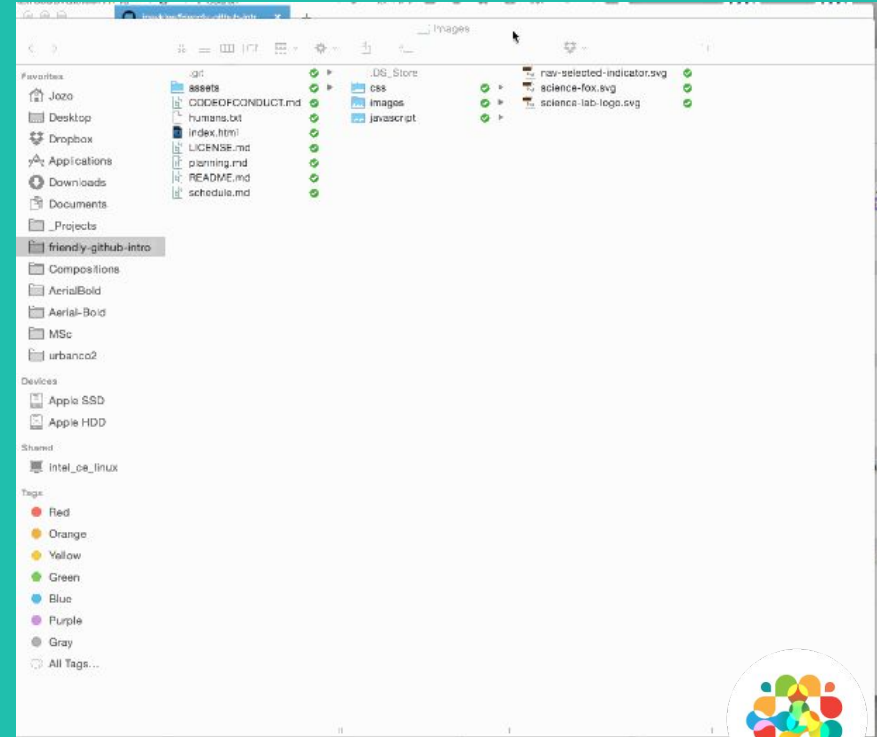 images
Favorites
Jozo
Desktop
Dropbox
Applications
Downloads
Documents
_Projects
friendly-github-intro
Compositions
AerialBold
Aerial-Bold
MSc
urbanco2
Devices
Apple SSD
Apple HDD
Shared
intel_ce_linux
Tags
Red
Orange
Yellow
Green
Blue
Purple
Gray
All Tags...
.git
assets
CODEOFCONDUCT.md
humans.txt
index.html
LICENSE.md
planning.md
README.md
schedule.md
.DS_Store
css
images
javascript
nav-selected-indicator.svg
science-fox.svg
science-lab-logo.svg